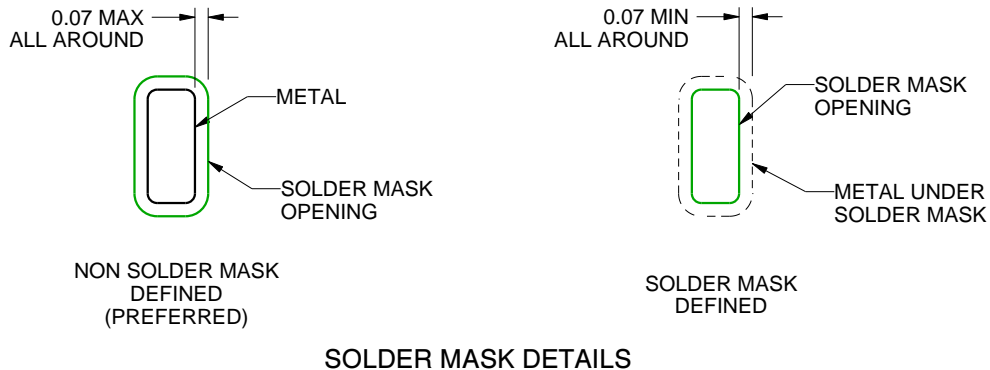 0.07 MAX
ALL AROUND
METAL
SOLDER MASK
OPENING
NON SOLDER MASK
DEFINED
(PREFERRED)
0.07 MIN
ALL AROUND
SOLDER MASK
OPENING
METAL UNDER
SOLDER MASK
SOLDER MASK
DEFINED
SOLDER MASK DETAILS